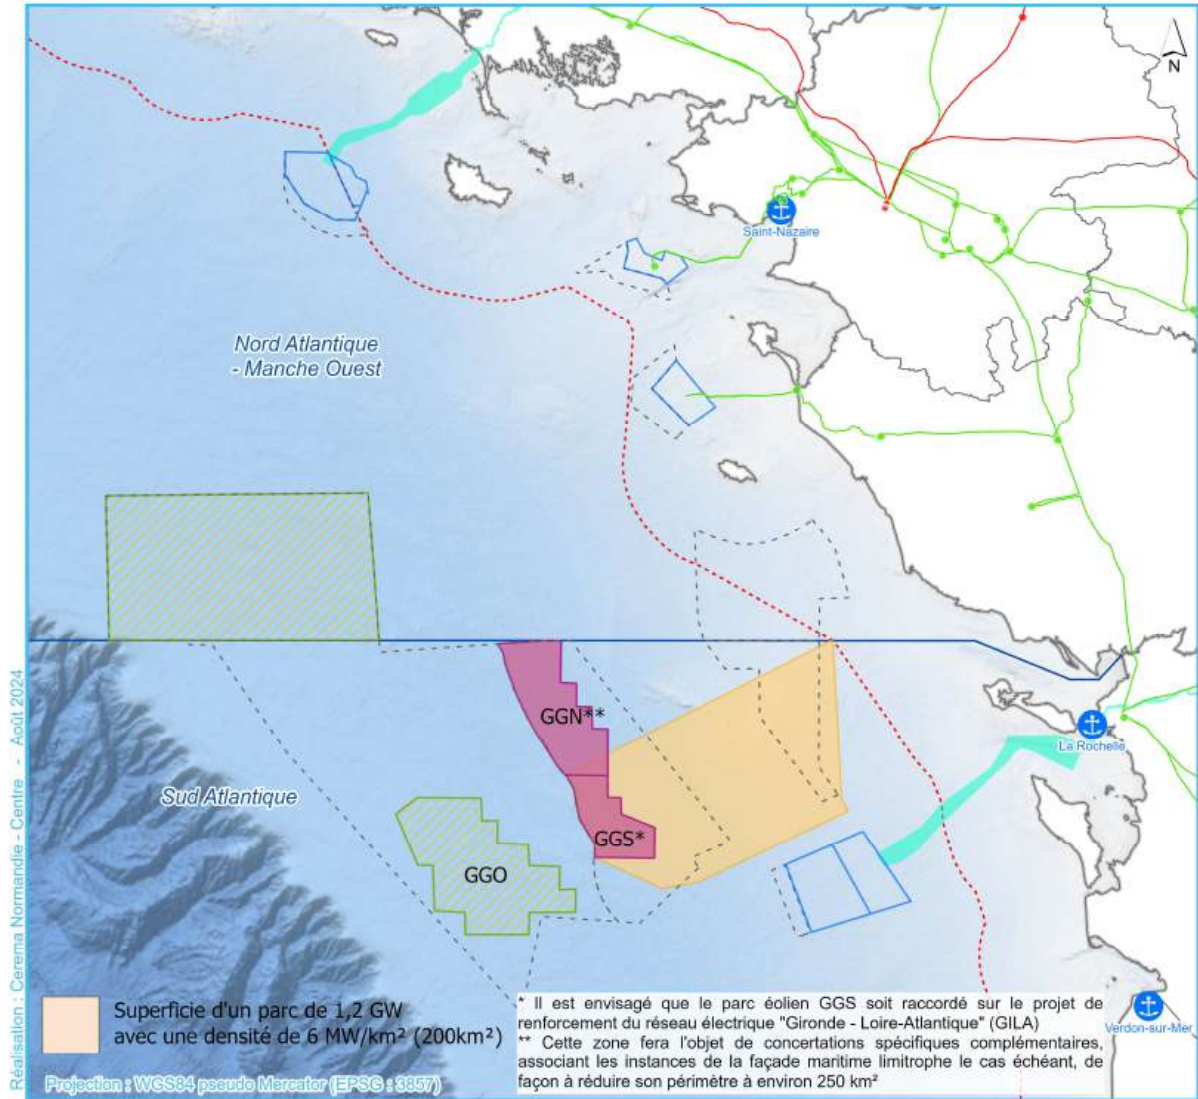 N
Saint-Nazaire
Nord Atlantique
- Manche Ouest
GGN**
La Rochelle
Sud Atlantique
GGS*
GGO
Superficie d'un parc de 1,2 GW
avec une densité de 6 MW/km² (200km²)
* Il est envisagé que le parc éolien GGS soit raccordé sur le projet de
renforcement du réseau électrique "Gironde - Loire-Atlantique" (GILA)
** Cette zone fera l'objet de concertations spécifiques complémentaires,
associant les instances de la façade maritime limitrophe le cas échéant, de
façon à réduire son périmètre à environ 250 km²
Verdon-sur-Mer
Projection : WGS84 pseudo Mercator (EPSG : 3857)
Réalisation : Cerema Normandie - Centre - Août 2024